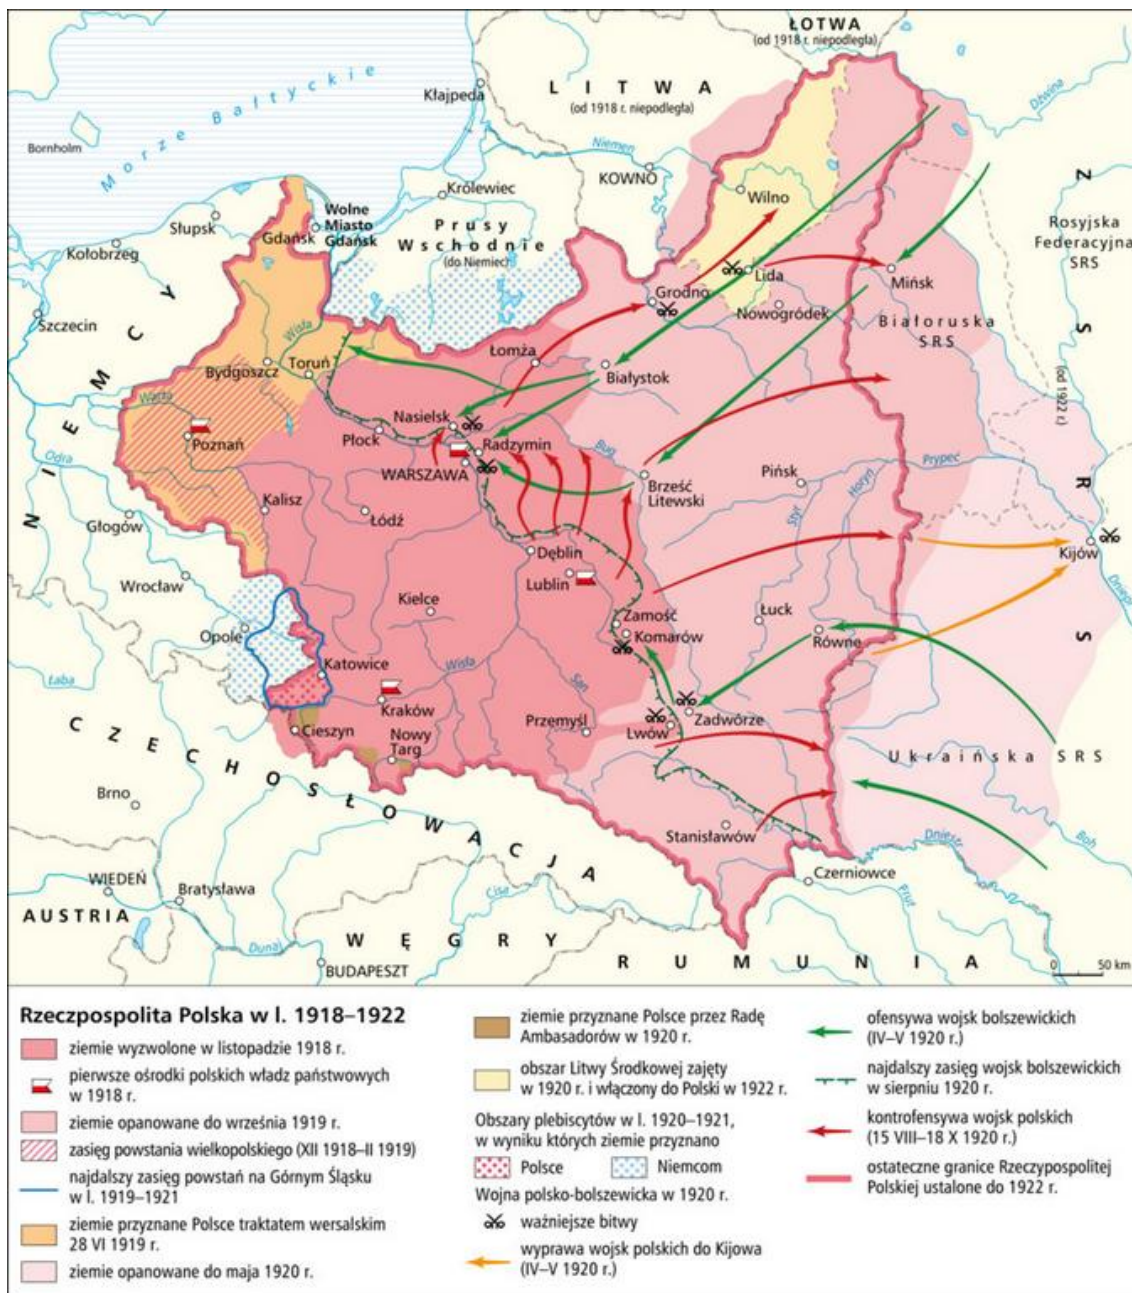 ŁOTWA
(od 1918 r. niepodległa)
LITWA
(od 1918 r. niepodległa)
Morze Bałtyckie
Bornholm
Kłajpeda
Niemen
Dźwina
KOWNO
Wilno
Królewiec
Wolne
Miasto
Gdańsk
Gdańsk
Słupsk
Kołobrzeg
Prusy
Wschodnie
(do Niemiec)
ZSRS
(od 1922 r.)
Rosyjska
Federacyjna
SRS
Szczecin
NIEMCY
Lida
Grodno
Nowogródek
Mińsk
Białoruska
SRS
Wisła
Bydgoszcz
Toruń
Łomża
Białystok
Warta
Poznań
Nasielsk
Płock
Radzymin
WARSZAWA
Bug
Brześć
Litewski
Pińsk
Prypeć
Horyń
Styr
Odra
Głogów
Kalisz
Łódź
Dęblin
Lublin
Kijów
Dniepr
Wrocław
Kielce
Zamość
Komarów
Łuck
Równe
Opole
Łaba
Katowice
Wisła
San
Kraków
Cieszyn
Nowy
Targ
Przemyśl
Lwów
Zadwórze
Ukraińska SRS
CZECHOSŁOWACJA
Brno
Stanisławów
Dniestr
Boh
WIEDEŃ
Bratysława
AUSTRIA
Cisa
Czerniowce
Prut
Dunaj
WĘGRY
RUMUNIA
BUDAPESZT
0 50 km
Rzeczpospolita Polska w l. 1918–1922
ziemie wyzwolone w listopadzie 1918 r.
pierwsze ośrodki polskich władz państwowych
w 1918 r.
ziemie opanowane do września 1919 r.
zasięg powstania wielkopolskiego (XII 1918–II 1919)
najdalszy zasięg powstań na Górnym Śląsku
w l. 1919–1921
ziemie przyznane Polsce traktatem wersalskim
28 VI 1919 r.
ziemie opanowane do maja 1920 r.
ziemie przyznane Polsce przez Radę
Ambasadorów w 1920 r.
obszar Litwy Środkowej zajęty
w 1920 r. i włączony do Polski w 1922 r.
Obszary plebiscytów w l. 1920–1921,
w wyniku których ziemie przyznano
Polsce
Niemcom
Wojna polsko-bolszewicka w 1920 r.
ważniejsze bitwy
wyprawa wojsk polskich do Kijowa
(IV–V 1920 r.)
ofensywa wojsk bolszewickich
(IV–V 1920 r.)
najdalszy zasięg wojsk bolszewickich
w sierpniu 1920 r.
kontrofensywa wojsk polskich
(15 VIII–18 X 1920 r.)
ostateczne granice Rzeczypospolitej
Polskiej ustalone do 1922 r.